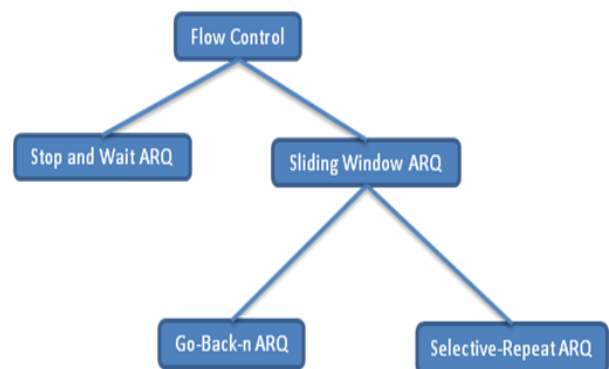 Flow Control
Stop and Wait ARQ
Sliding Window ARQ
Go-Back-n ARQ
Selective-Repeat ARQ